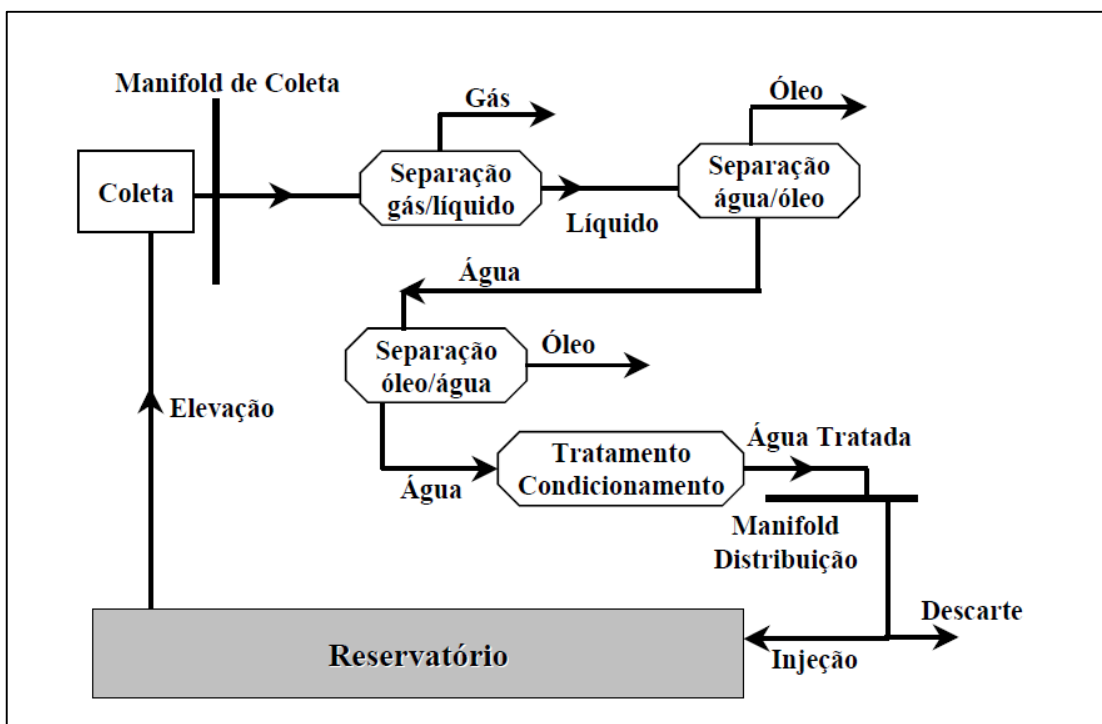 Manifold de Coleta
Gás
Óleo
Coleta
Separação
gás/líquido
Líquido
Separação
água/óleo
Água
Separação
óleo/água
Óleo
Elevação
Água
Tratamento
Condicionamento
Água Tratada
Manifold
Distribuição
Descarte
Injeção
Reservatório